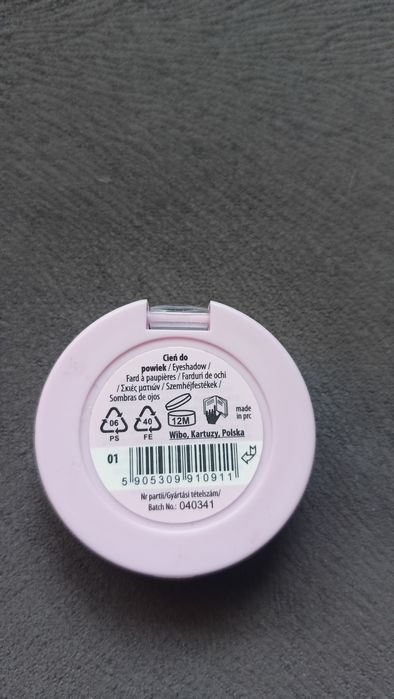 Cień do
powiek / Eyeshadow /
Fard à paupières / Farduri de ochi
/ Σκιές ματιών / Szemhéjfestékek /
Sombras de ojos
06
PS
40
FE
12M
made
in prc
Wibo, Kartuzy, Polska
01
5 905309 910911
Nr partii/Gyártási tételszám/
Batch No.: 040341